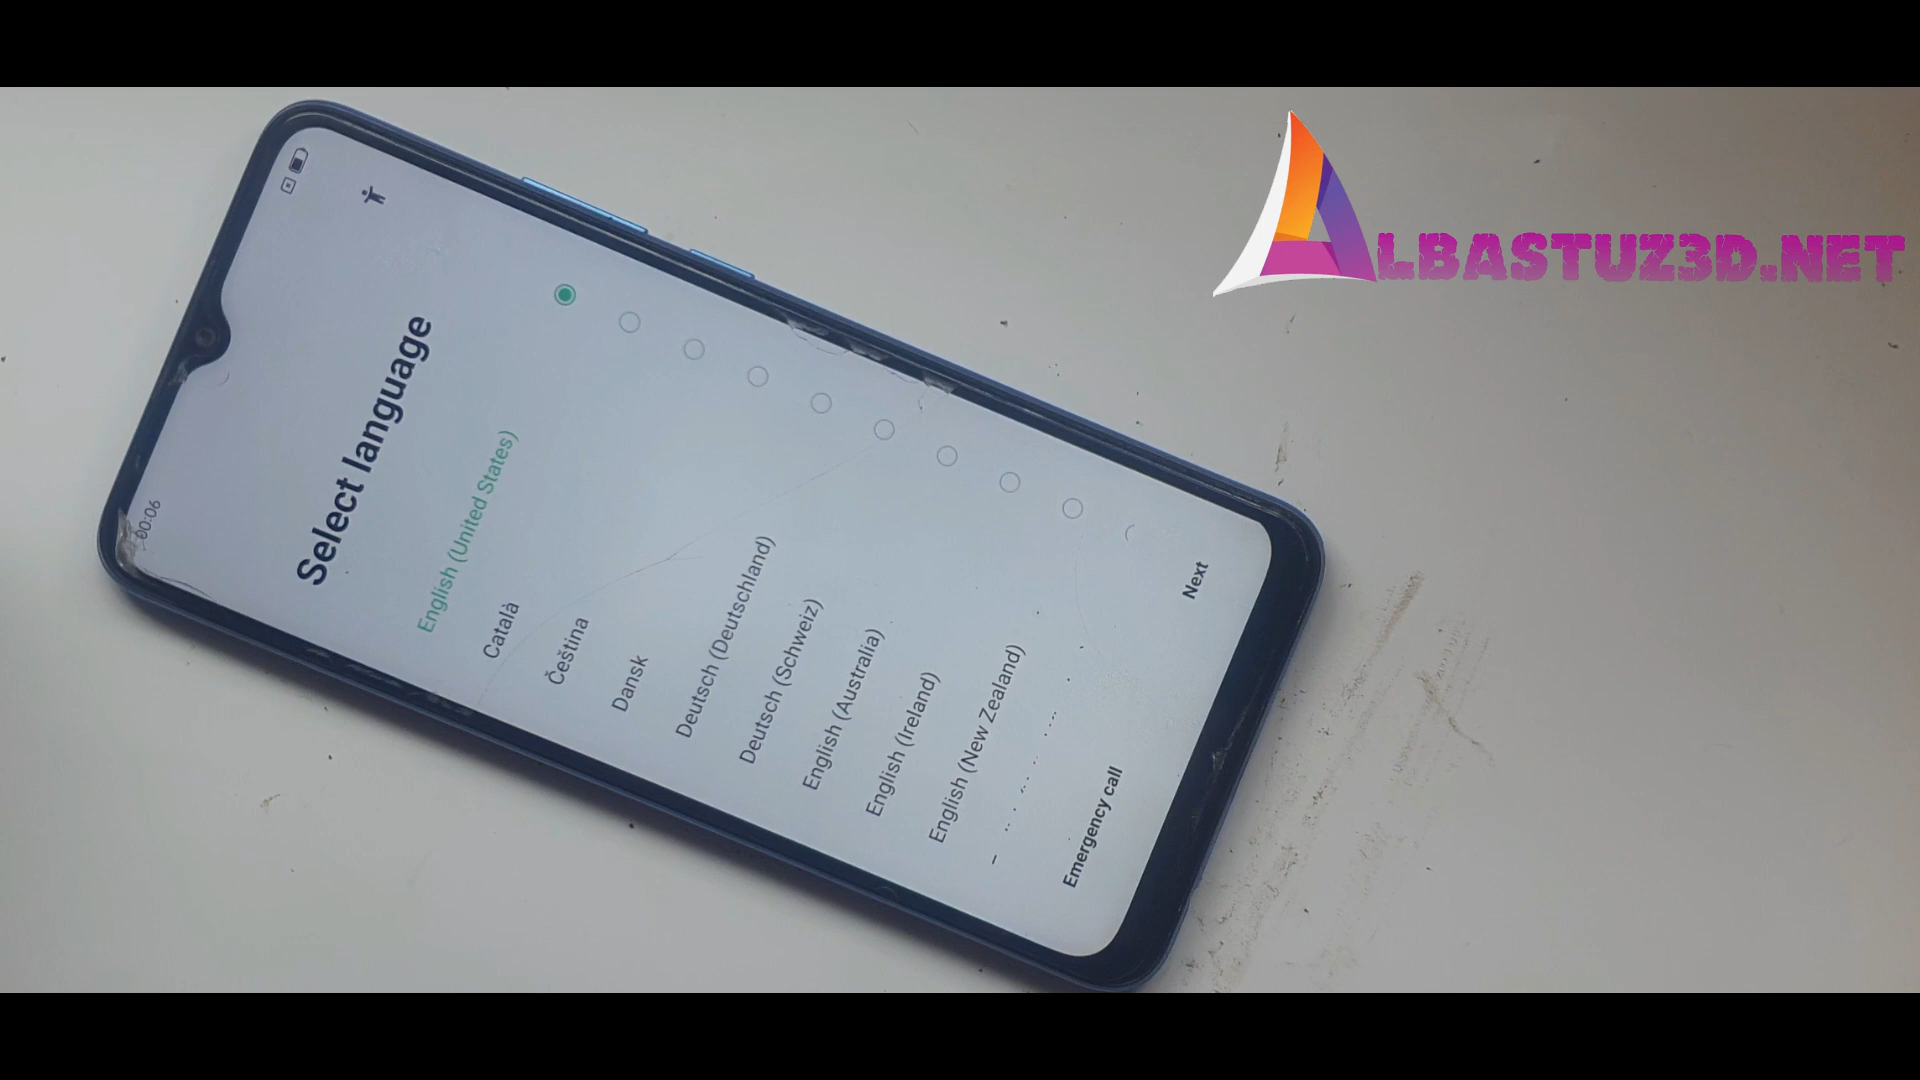 ALBASTUZ3D.NET
00:06
Select language
English (United States)
Català
Čeština
Dansk
Deutsch (Deutschland)
Deutsch (Schweiz)
English (Australia)
English (Ireland)
English (New Zealand)
Emergency call
Next